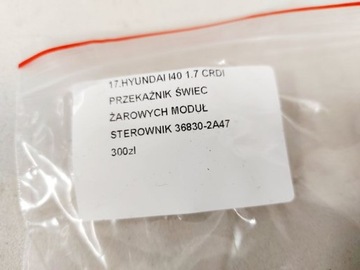 17.HYUNDAI I40 1.7 CRDI
PRZEKAŹNIK ŚWIEC
ŻAROWYCH MODUŁ
STEROWNIK 36830-2A47
300zł